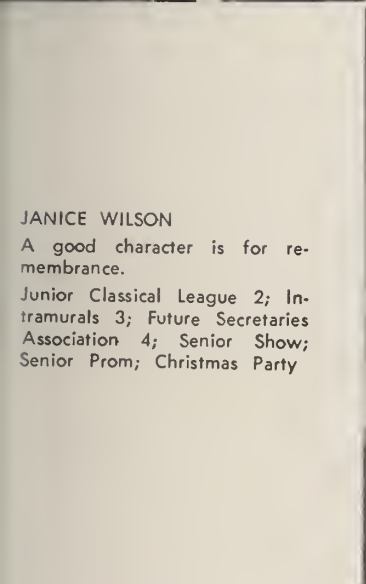 JANICE WILSON
A good character is for re-
membrance.
Junior Classical League 2; In-
tramurals 3; Future Secretaries
Association 4; Senior Show;
Senior Prom; Christmas Party